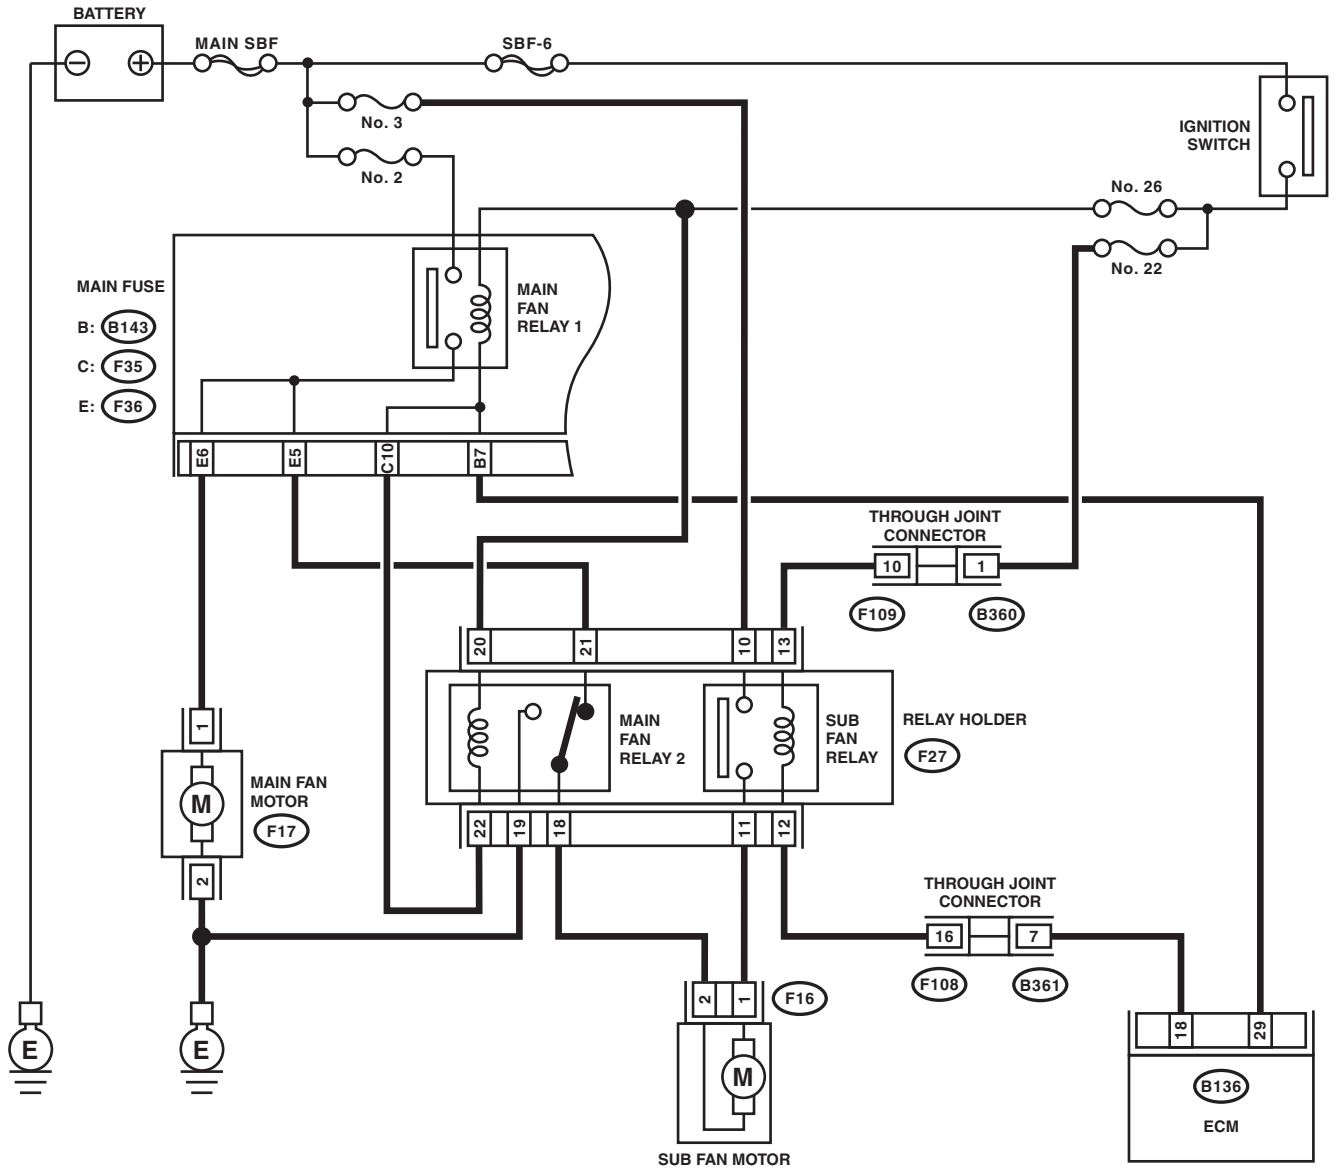 BATTERY
MAIN SBF
SBF-6
No. 3
No. 2
IGNITION
SWITCH
No. 26
No. 22
MAIN FUSE
B: B143
C: F35
E: F36
MAIN
FAN
RELAY 1
E6
E5
C10
B7
THROUGH JOINT
CONNECTOR
10
1
F109
B360
20
21
10
13
MAIN
FAN
RELAY 2
SUB
FAN
RELAY
RELAY HOLDER
F27
1
M
MAIN FAN
MOTOR
F17
2
22
19
18
11
12
THROUGH JOINT
CONNECTOR
16
7
F108
B361
2
1
F16
M
SUB FAN MOTOR
E
E
18
29
B136
ECM